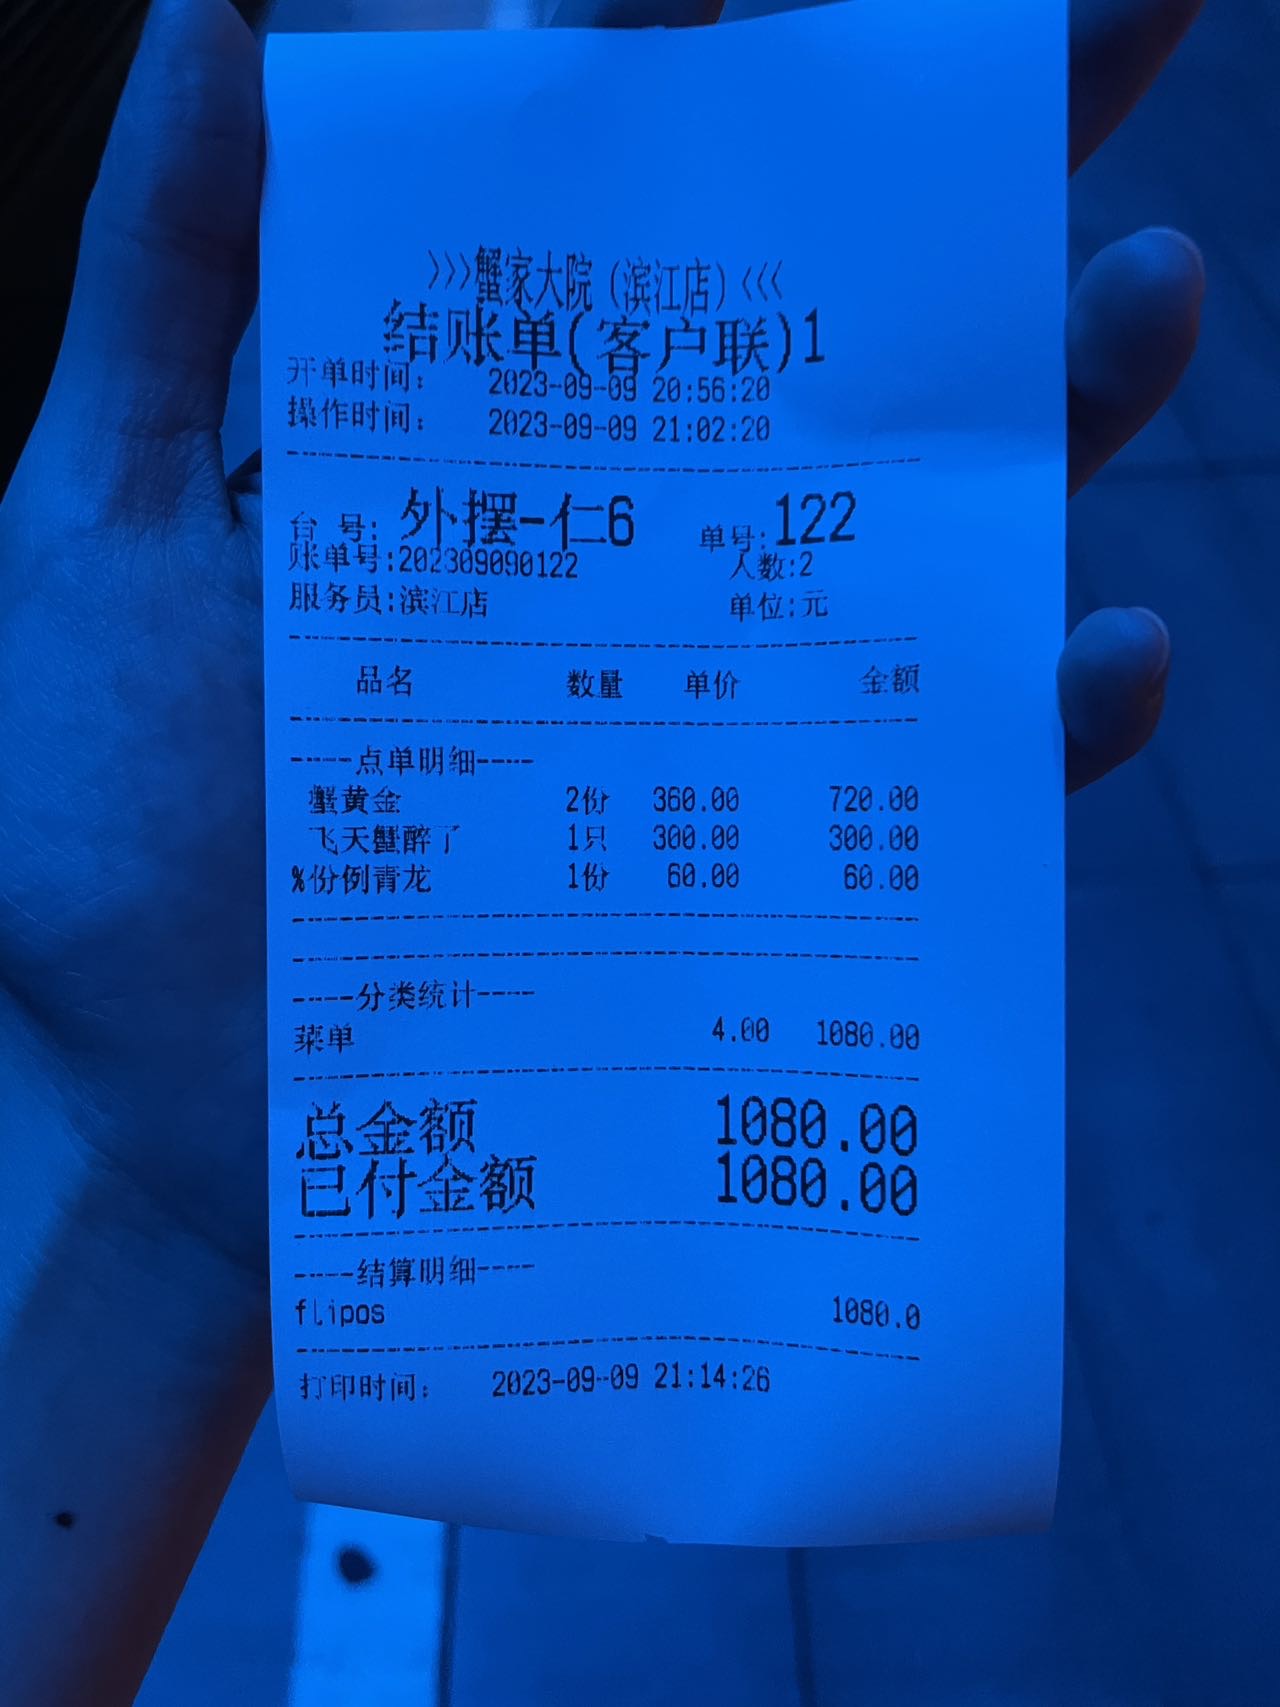 >>>蟹家大院（滨江店）<<<
结账单(客户联)1
开单时间： 2023-09-09 20:56:20
操作时间： 2023-09-09 21:02:20
台 号: 外摆-仁6 单号:122
账单号:202309090122 人数:2
服务员:滨江店 单位:元
品名 数量 单价 金额
----点单明细----
蟹黄金 2份 360.00 720.00
飞天蟹醉了 1只 300.00 300.00
%份例青龙 1份 60.00 60.00
----分类统计----
菜单 4.00 1080.00
总金额 1080.00
已付金额 1080.00
----结算明细----
flipos 1080.0
打印时间： 2023-09-09 21:14:26